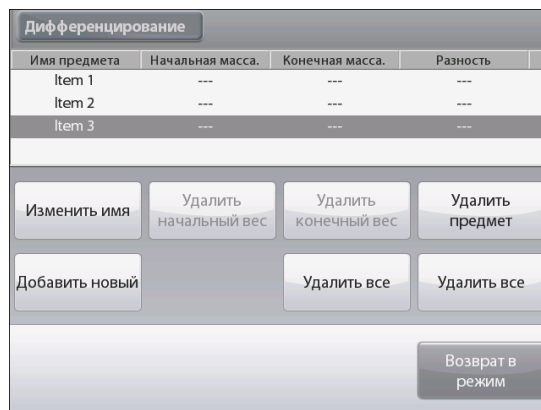 Дифференцирование
Имя предмета Начальная масса. Конечная масса. Разность
Item 1 --- --- ---
Item 2 --- --- ---
Item 3 --- --- ---
Изменить имя
Удалить
начальный вес
Удалить
конечный вес
Удалить
предмет
Добавить новый
Удалить все
Удалить все
Возврат в
режим